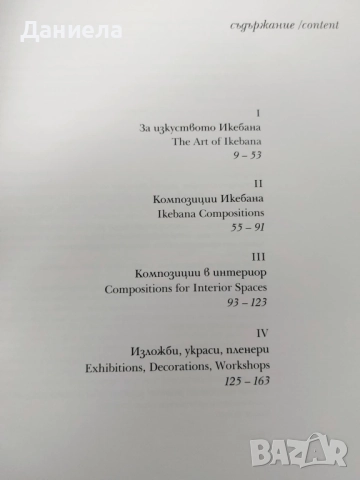 Даниела
съдържание /content
I
За изкуството Икебана
The Art of Ikebana
9 – 53
II
Композиции Икебана
Ikebana Compositions
55 – 91
III
Композиции в интериор
Compositions for Interior Spaces
93 – 123
IV
Изложби, украси, пленери
Exhibitions, Decorations, Workshops
125 – 163
BAZAR